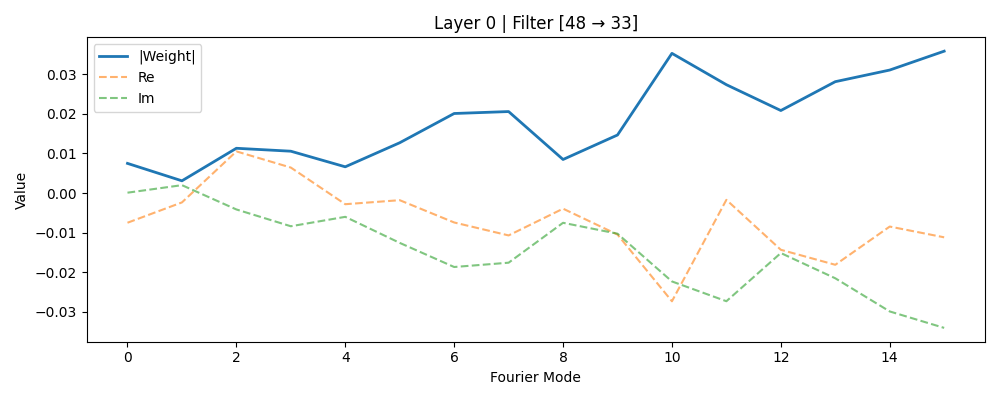 Layer 0 | Filter [48 → 33]
|Weight|
Re
Im
Value
0.03
0.02
0.01
0.00
−0.01
−0.02
−0.03
0 2 4 6 8 10 12 14
Fourier Mode